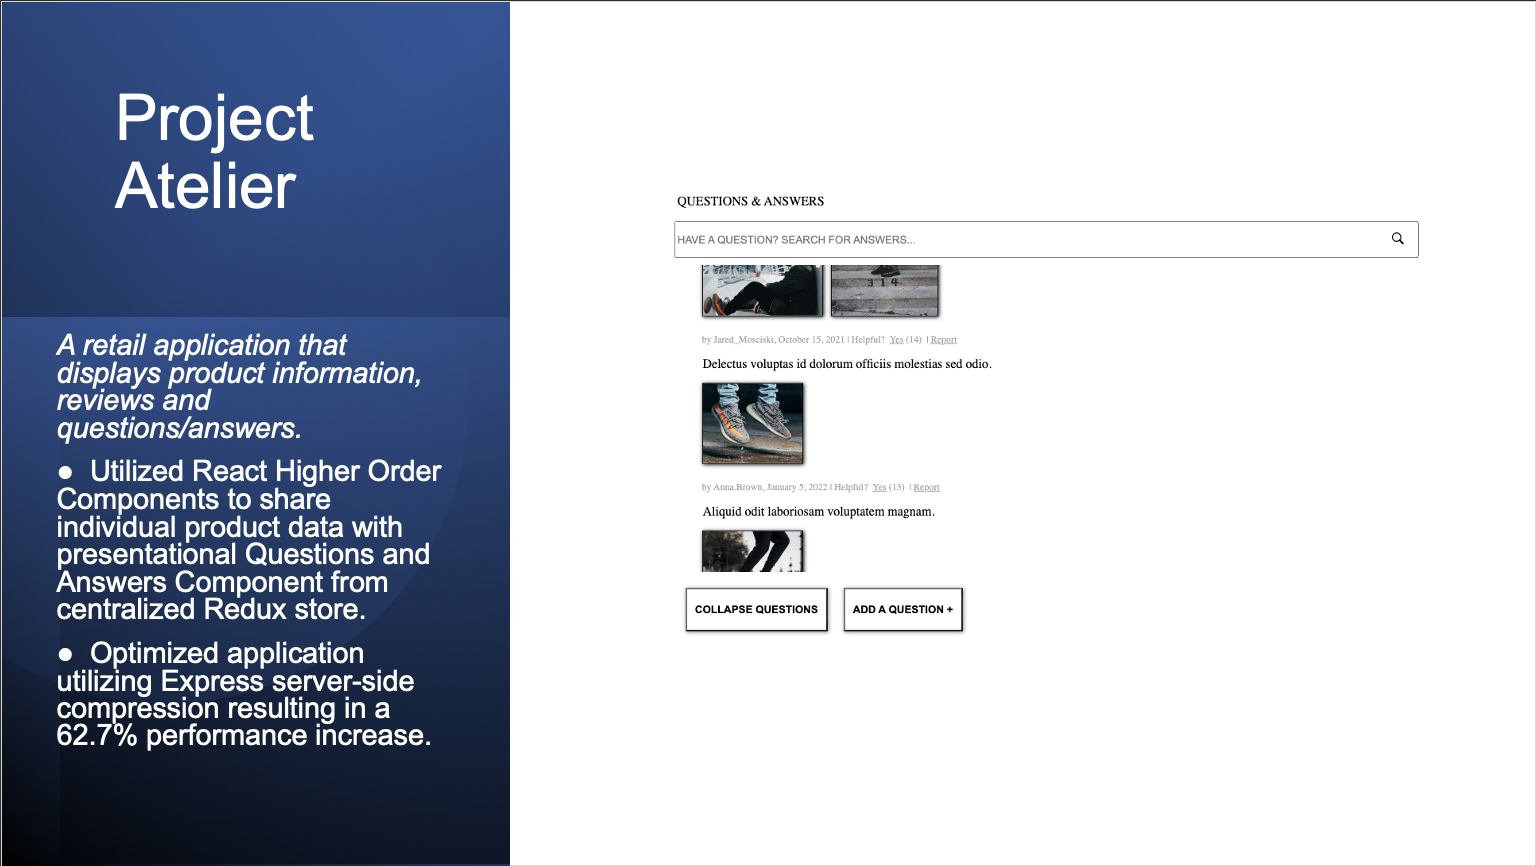 Project
Atelier
A retail application that
displays product information,
reviews and
questions/answers.
● Utilized React Higher Order
Components to share
individual product data with
presentational Questions and
Answers Component from
centralized Redux store.
● Optimized application
utilizing Express server-side
compression resulting in a
62.7% performance increase.
QUESTIONS & ANSWERS
HAVE A QUESTION? SEARCH FOR ANSWERS...
314
by Jared_Mosciski, October 15, 2021 | Helpful? Yes (14) | Report
Delectus voluptas id dolorum officiis molestias sed odio.
by Anna.Brown, January 5, 2022 | Helpful? Yes (13) | Report
Aliquid odit laboriosam voluptatem magnam.
COLLAPSE QUESTIONS
ADD A QUESTION +